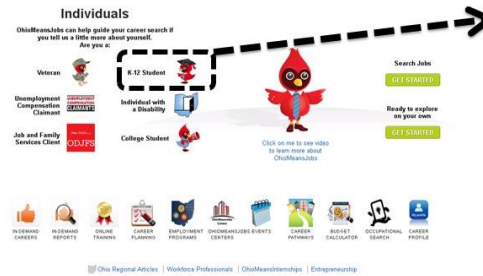 Individuals
OhioMeansJobs can help guide your career search if
you tell us a little more about yourself.
Are you a:
Veteran
K-12 Student
Unemployment
Compensation
Claimant
UNEMPLOYMENT
COMPENSATION
CLAIMANTS
Individual with
a Disability
Job and Family
Services Client
ODJFS
College Student
Click on me to see video
to learn more about
OhioMeansJobs
Search Jobs
GET STARTED
Ready to explore
on your own
GET STARTED
IN-DEMAND
CAREERS
IN-DEMAND
REPORTS
ONLINE
TRAINING
CAREER
PLANNING
EMPLOYMENT
PROGRAMS
OHIOMEANSJOBS
CENTERS
EVENTS
CAREER
PATHWAYS
BUDGET
CALCULATOR
OCCUPATIONAL
SEARCH
CAREER
PROFILE
Ohio Regional Articles | Workforce Professionals | OhioMeansInternships | Entrepreneurship